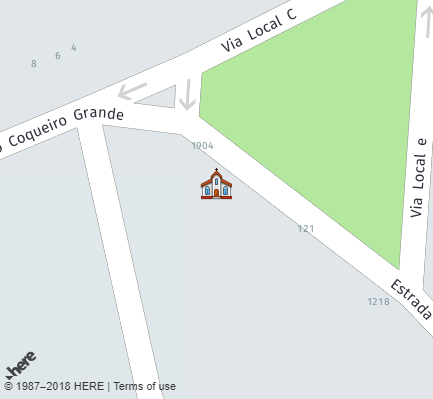 Via Local C
4
6
8
Coqueiro Grande
1904
Via Local e
121
Estrada
1218
here
© 1987–2018 HERE | Terms of use